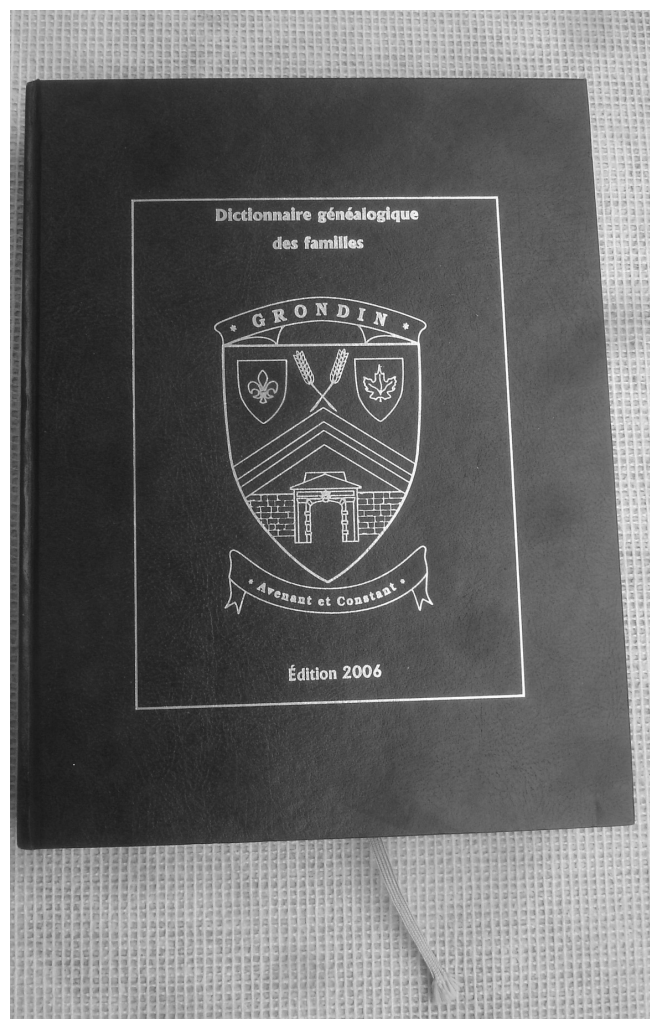 Dictionnaire généalogique
des familles
* GRONDIN *
• Avenant et Constant •
Édition 2006